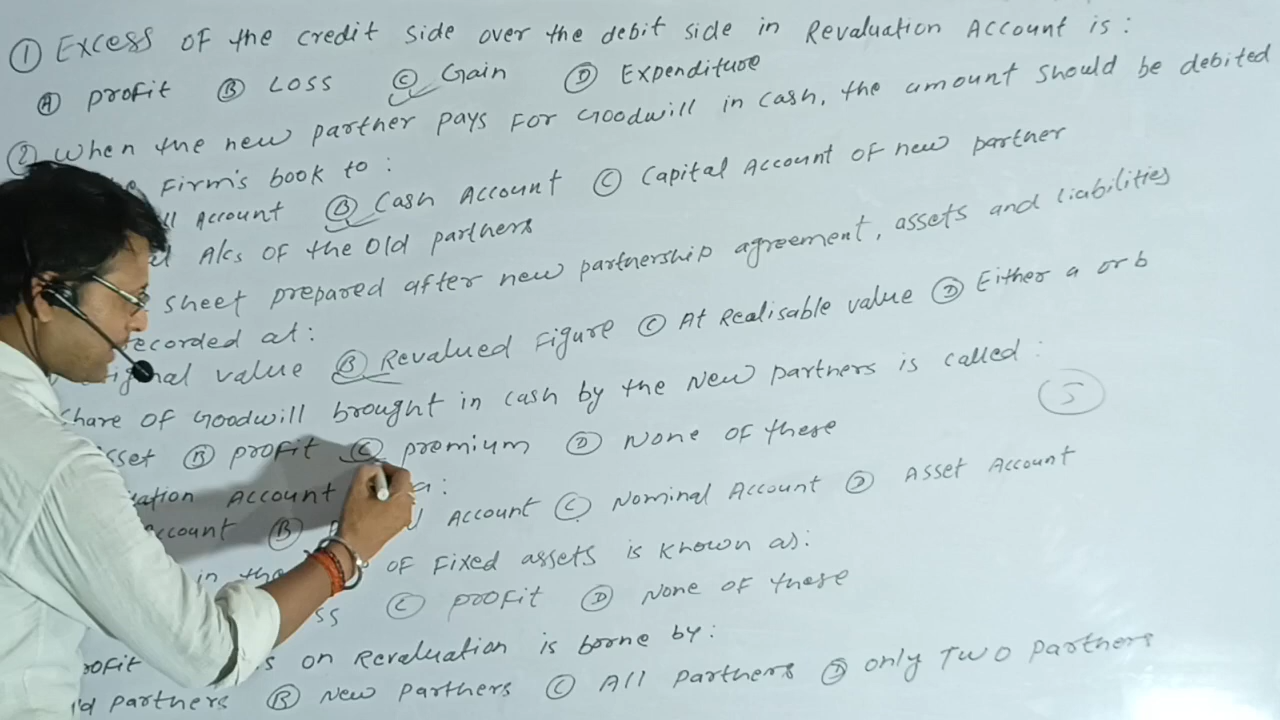 ① Excess of the credit side over the debit side in Revaluation Account is:
Ⓐ profit Ⓑ Loss Ⓒ Gain Ⓓ Expenditure
② When the new partner pays for Goodwill in cash, the amount should be debited
Firm's book to:
Account Ⓑ Cash Account Ⓒ Capital Account of new partner
A/cs of the Old partners
sheet prepared after new partnership agreement, assets and liabilities
recorded at:
value Ⓑ Revalued Figure Ⓒ At Realisable value Ⓓ Either a or b
share of Goodwill brought in cash by the New partners is called:
5
Ⓑ profit Ⓒ premium Ⓓ None of these
Account
Ⓑ Account Ⓒ Nominal Account Ⓓ Asset Account
in of Fixed assets is known as:
Ⓒ profit Ⓓ None of these
on Revaluation is borne by:
partners Ⓑ New partners Ⓒ All partners Ⓓ only Two partners